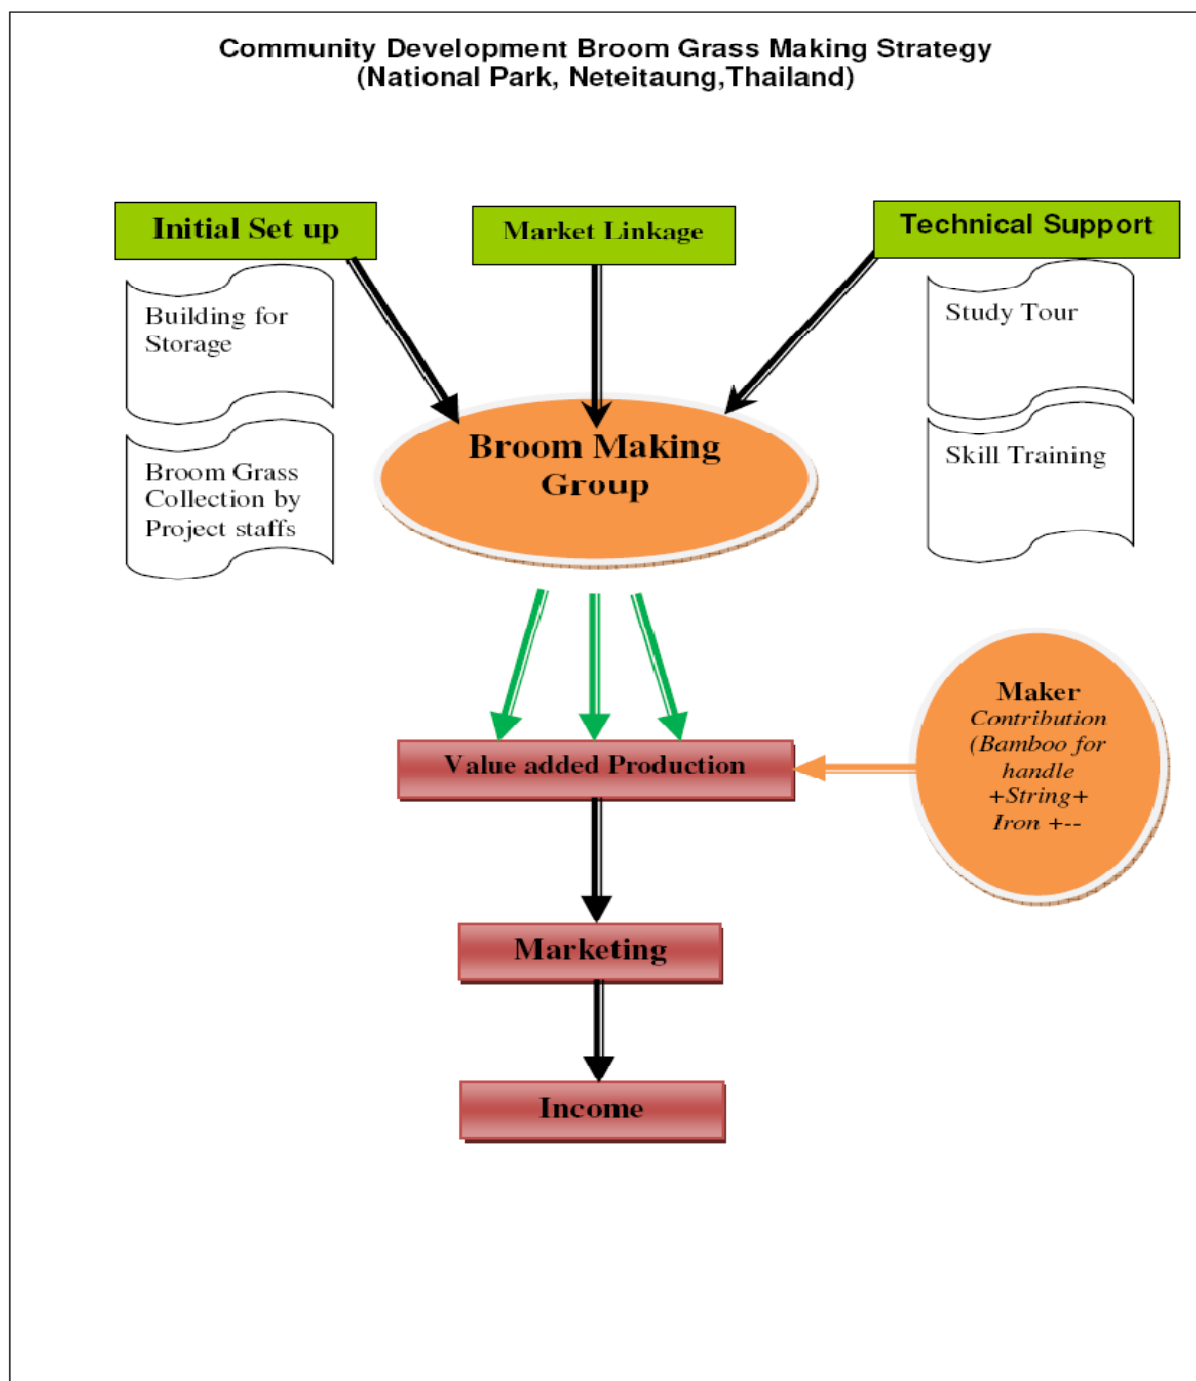 Community Development Broom Grass Making Strategy
(National Park, Neteitaung,Thailand)
Initial Set up
Market Linkage
Technical Support
Building for
Storage
Broom Grass
Collection by
Project staffs
Study Tour
Skill Training
Broom Making
Group
Value added Production
Maker
Contribution
(Bamboo for
handle
+String+
Iron +--
Marketing
Income